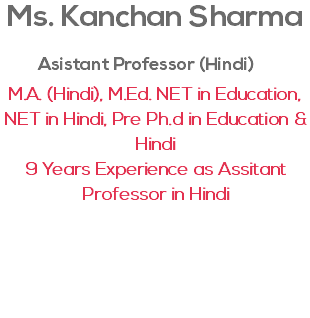 Ms. Kanchan Sharma
Asistant Professor (Hindi)
M.A. (Hindi), M.Ed. NET in Education,
NET in Hindi, Pre Ph.d in Education &
Hindi
9 Years Experience as Assitant
Professor in Hindi